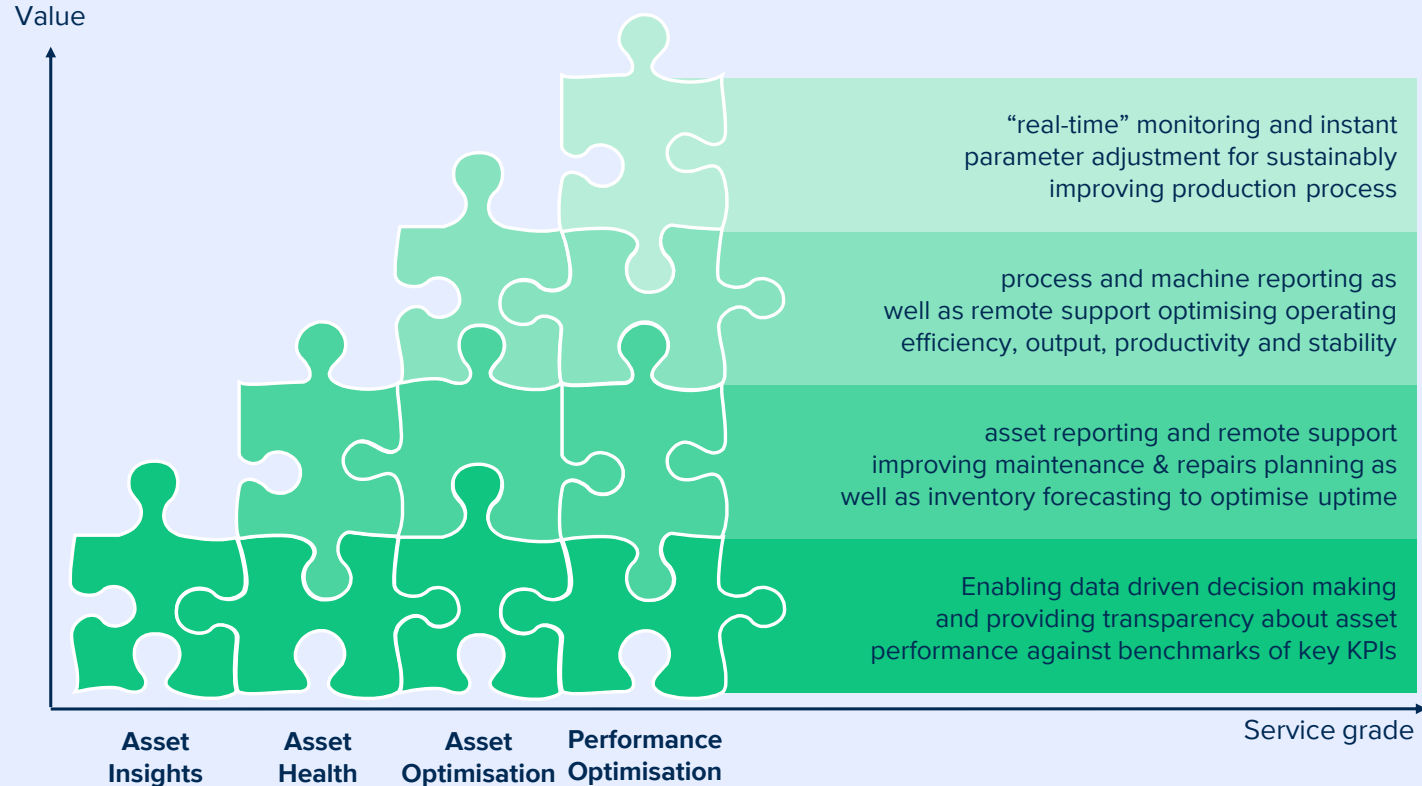 Value
“real-time” monitoring and instant
parameter adjustment for sustainably
improving production process
process and machine reporting as
well as remote support optimising operating
efficiency, output, productivity and stability
asset reporting and remote support
improving maintenance & repairs planning as
well as inventory forecasting to optimise uptime
Enabling data driven decision making
and providing transparency about asset
performance against benchmarks of key KPIs
Service grade
Asset
Insights
Asset
Health
Asset
Optimisation
Performance
Optimisation